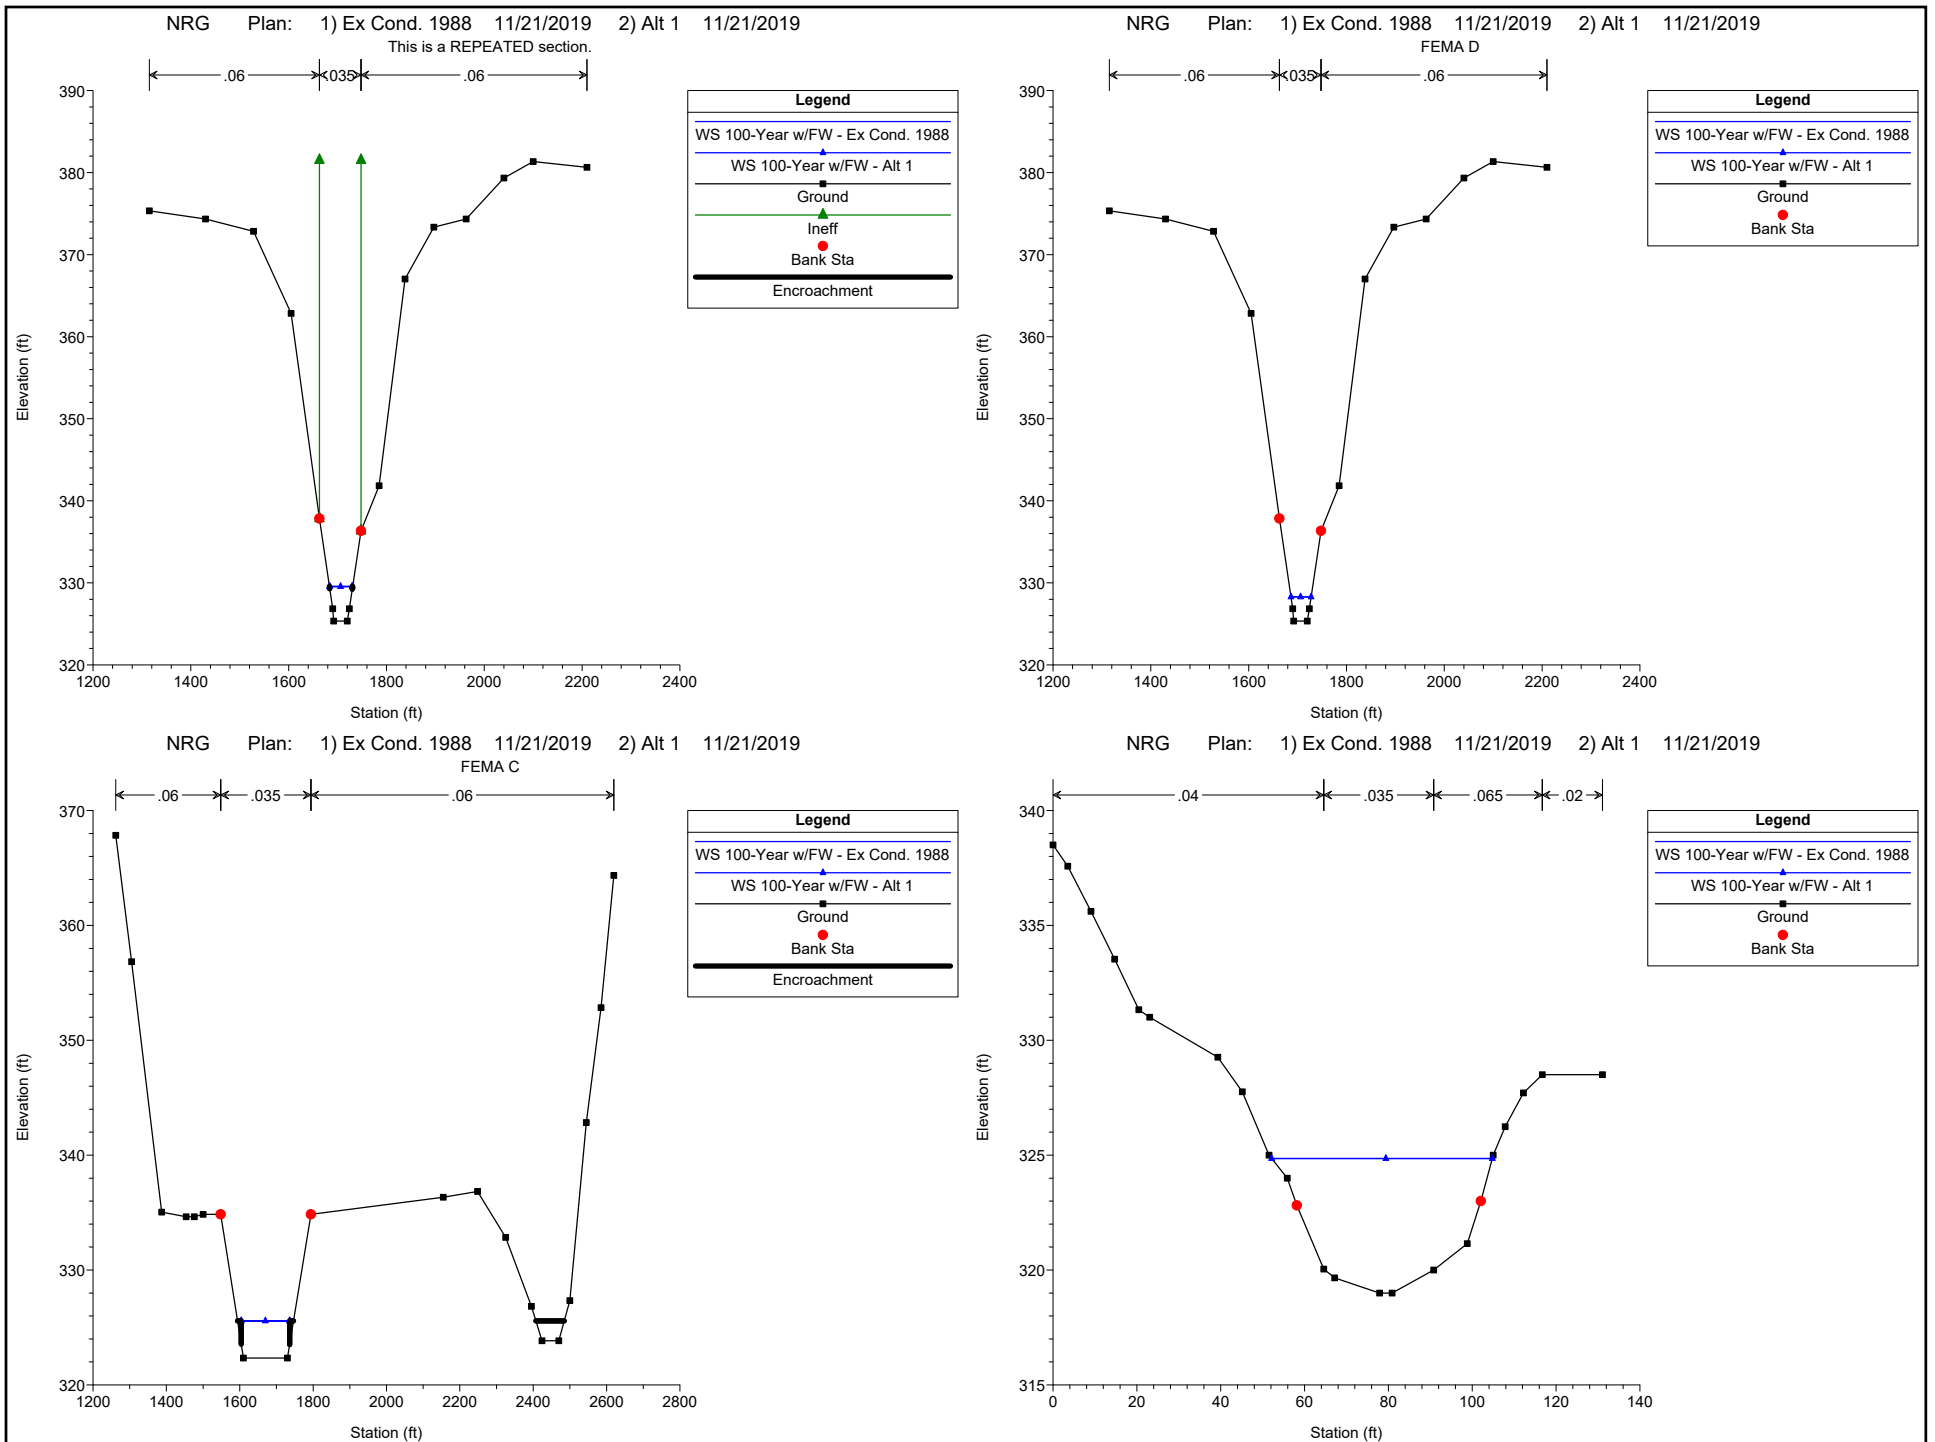 NRG Plan: 1) Ex Cond. 1988 11/21/2019 2) Alt 1 11/21/2019
This is a REPEATED section.
.06 .035 .06
Elevation (ft)
390
380
370
360
350
340
330
320
1200 1400 1600 1800 2000 2200 2400
Station (ft)
Legend
WS 100-Year w/FW - Ex Cond. 1988
WS 100-Year w/FW - Alt 1
Ground
Ineff
Bank Sta
Encroachment
NRG Plan: 1) Ex Cond. 1988 11/21/2019 2) Alt 1 11/21/2019
FEMA D
.06 .035 .06
Elevation (ft)
390
380
370
360
350
340
330
320
1200 1400 1600 1800 2000 2200 2400
Station (ft)
Legend
WS 100-Year w/FW - Ex Cond. 1988
WS 100-Year w/FW - Alt 1
Ground
Bank Sta
NRG Plan: 1) Ex Cond. 1988 11/21/2019 2) Alt 1 11/21/2019
FEMA C
.06 .035 .06
Elevation (ft)
370
360
350
340
330
320
1200 1400 1600 1800 2000 2200 2400 2600 2800
Station (ft)
Legend
WS 100-Year w/FW - Ex Cond. 1988
WS 100-Year w/FW - Alt 1
Ground
Bank Sta
Encroachment
NRG Plan: 1) Ex Cond. 1988 11/21/2019 2) Alt 1 11/21/2019
.04 .035 .065 .02
Elevation (ft)
340
335
330
325
320
315
0 20 40 60 80 100 120 140
Station (ft)
Legend
WS 100-Year w/FW - Ex Cond. 1988
WS 100-Year w/FW - Alt 1
Ground
Bank Sta